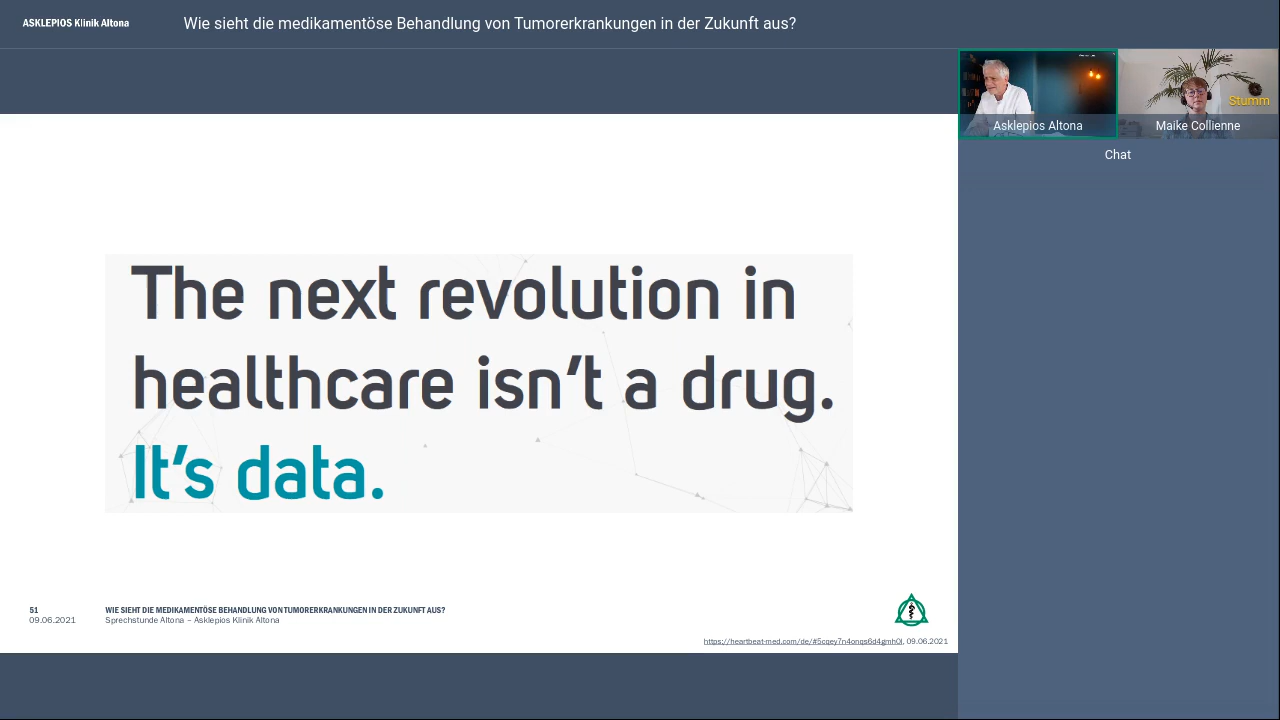 ASKLEPIOS Klinik Altona
Wie sieht die medikamentöse Behandlung von Tumorerkrankungen in der Zukunft aus?
Stumm
Asklepios Altona
Maike Collienne
Chat
The next revolution in
healthcare isn't a drug.
It's data.
51
WIE SIEHT DIE MEDIKAMENTÖSE BEHANDLUNG VON TUMORERKRANKUNGEN IN DER ZUKUNFT AUS?
09.06.2021
Sprechstunde Altona – Asklepios Klinik Altona
https://heartbeat-med.com/de/#5cqey7n4onqs6d4gmh0l, 09.06.2021